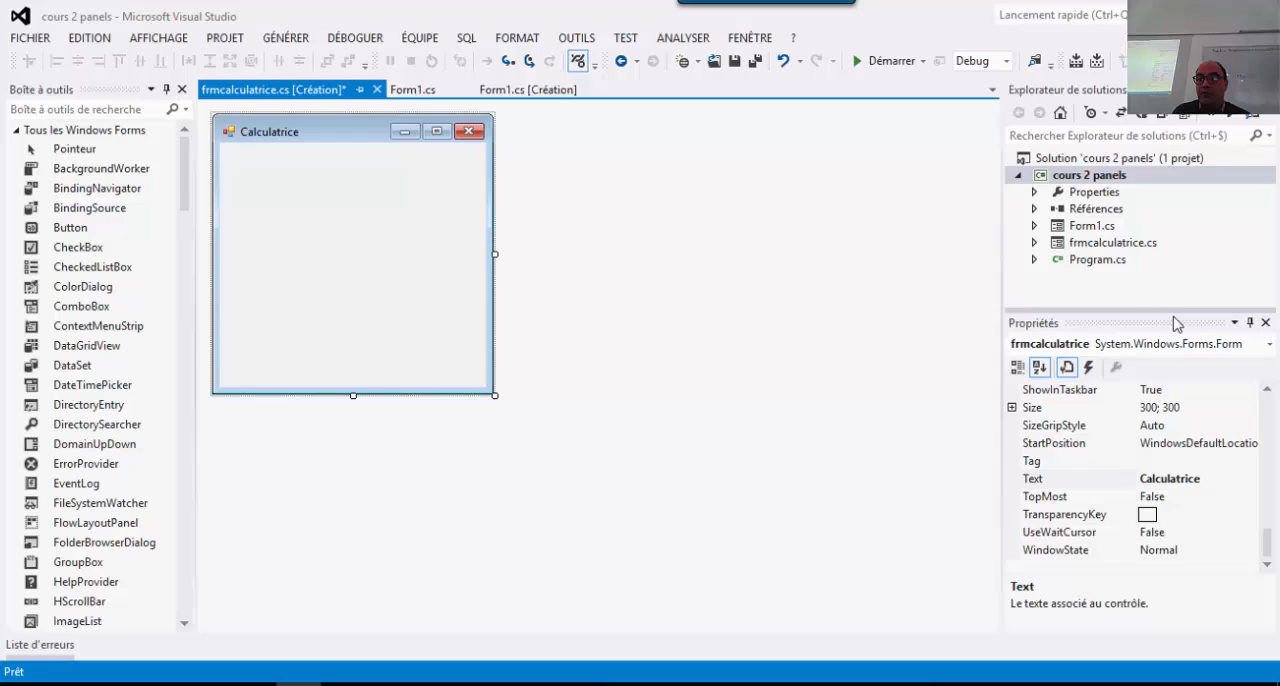 cours 2 panels - Microsoft Visual Studio
Lancement rapide (Ctrl+Q
FICHIER EDITION AFFICHAGE PROJET GÉNÉRER DÉBOGUER ÉQUIPE SQL FORMAT OUTILS TEST ANALYSER FENÊTRE ?
Démarrer Debug
Boîte à outils
Boîte à outils de recherche
Tous les Windows Forms
Pointeur
BackgroundWorker
BindingNavigator
BindingSource
Button
CheckBox
CheckedListBox
ColorDialog
ComboBox
ContextMenuStrip
DataGridView
DataSet
DateTimePicker
DirectoryEntry
DirectorySearcher
DomainUpDown
ErrorProvider
EventLog
FileSystemWatcher
FlowLayoutPanel
FolderBrowserDialog
GroupBox
HelpProvider
HScrollBar
ImageList
frmcalculatrice.cs [Création]* Form1.cs Form1.cs [Création]
Calculatrice
Explorateur de solutions
Rechercher Explorateur de solutions (Ctrl+$)
Solution 'cours 2 panels' (1 projet)
cours 2 panels
Properties
Références
Form1.cs
frmcalculatrice.cs
Program.cs
Propriétés
frmcalculatrice System.Windows.Forms.Form
ShowInTaskbar True
Size 300; 300
SizeGripStyle Auto
StartPosition WindowsDefaultLocatio
Tag
Text Calculatrice
TopMost False
TransparencyKey
UseWaitCursor False
WindowState Normal
Text
Le texte associé au contrôle.
Liste d'erreurs
Prêt